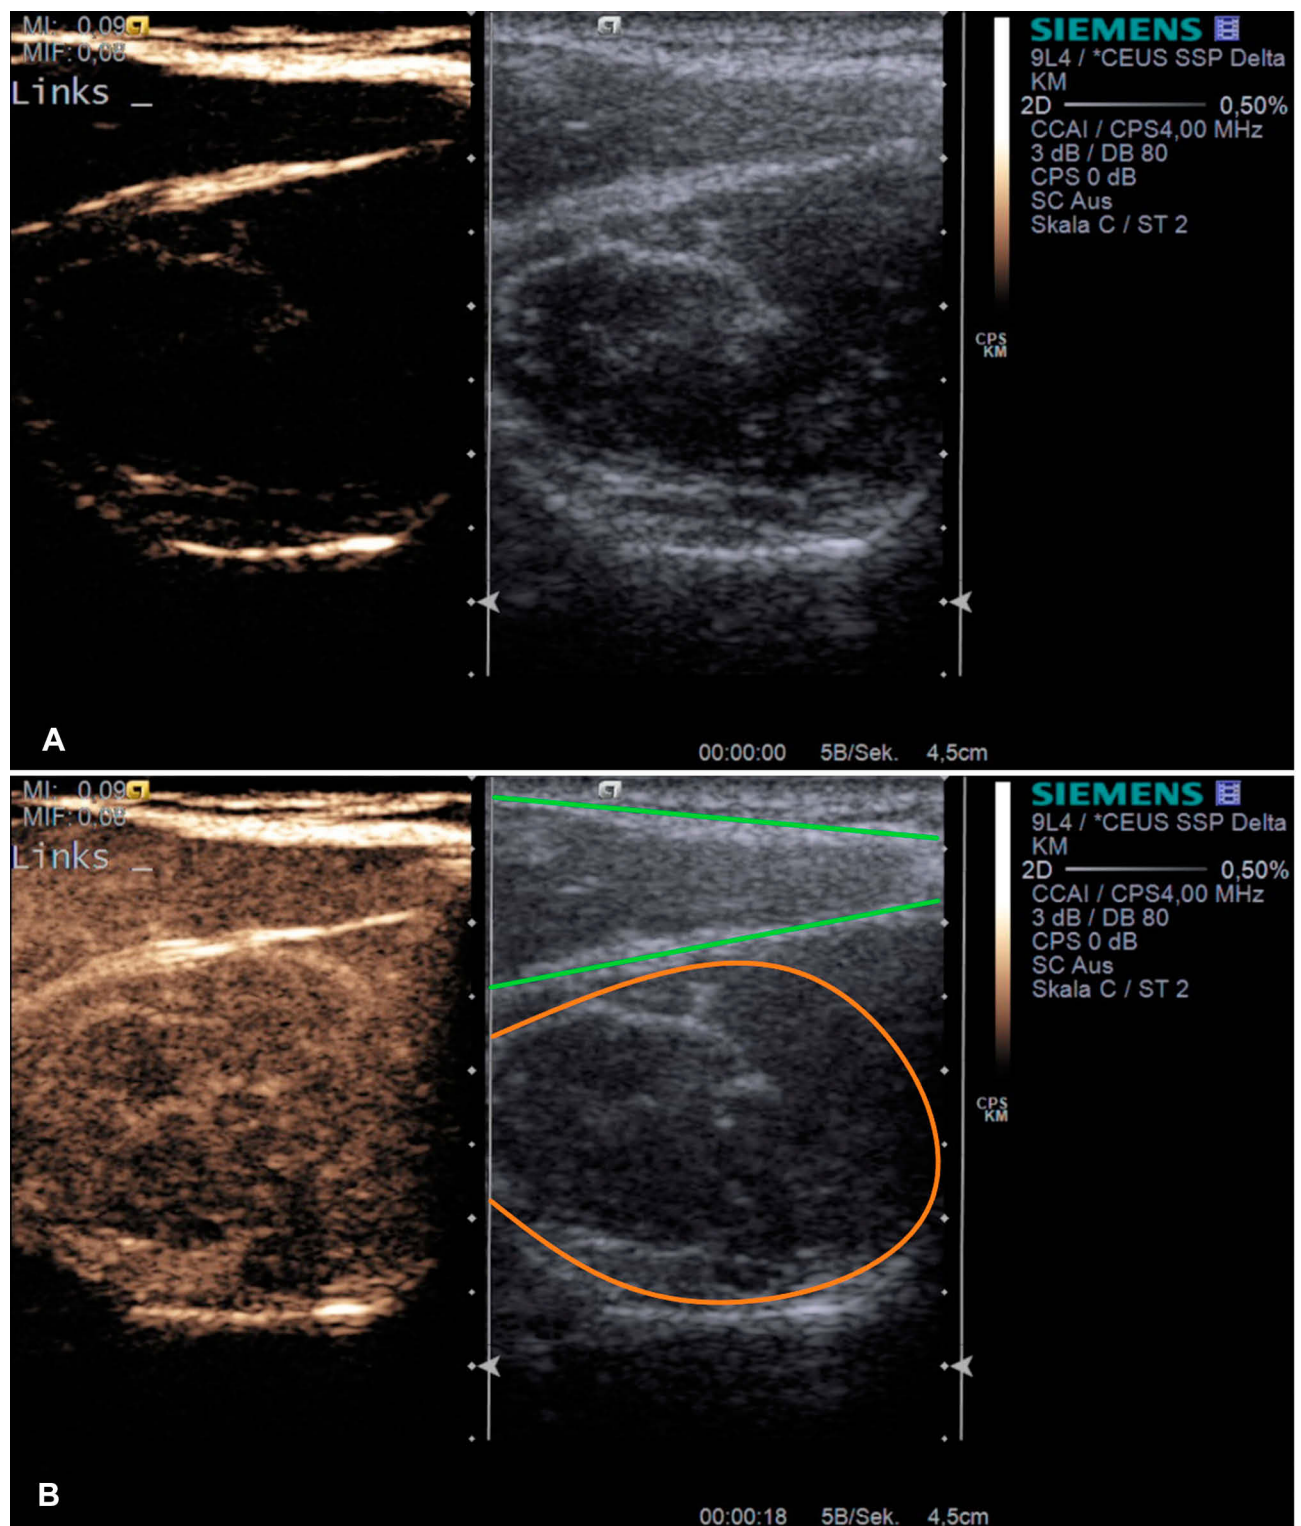 MI: 0,09
MIF: 0,08
Links _
SIEMENS
9L4 / *CEUS SSP Delta
KM
2D 0,50%
CCAI / CPS4,00 MHz
3 dB / DB 80
CPS 0 dB
SC Aus
Skala C / ST 2
CPS
KM
A
00:00:00 5B/Sek. 4,5cm
MI: 0,09
MIF: 0,08
Links _
SIEMENS
9L4 / *CEUS SSP Delta
KM
2D 0,50%
CCAI / CPS4,00 MHz
3 dB / DB 80
CPS 0 dB
SC Aus
Skala C / ST 2
CPS
KM
B
00:00:18 5B/Sek. 4,5cm